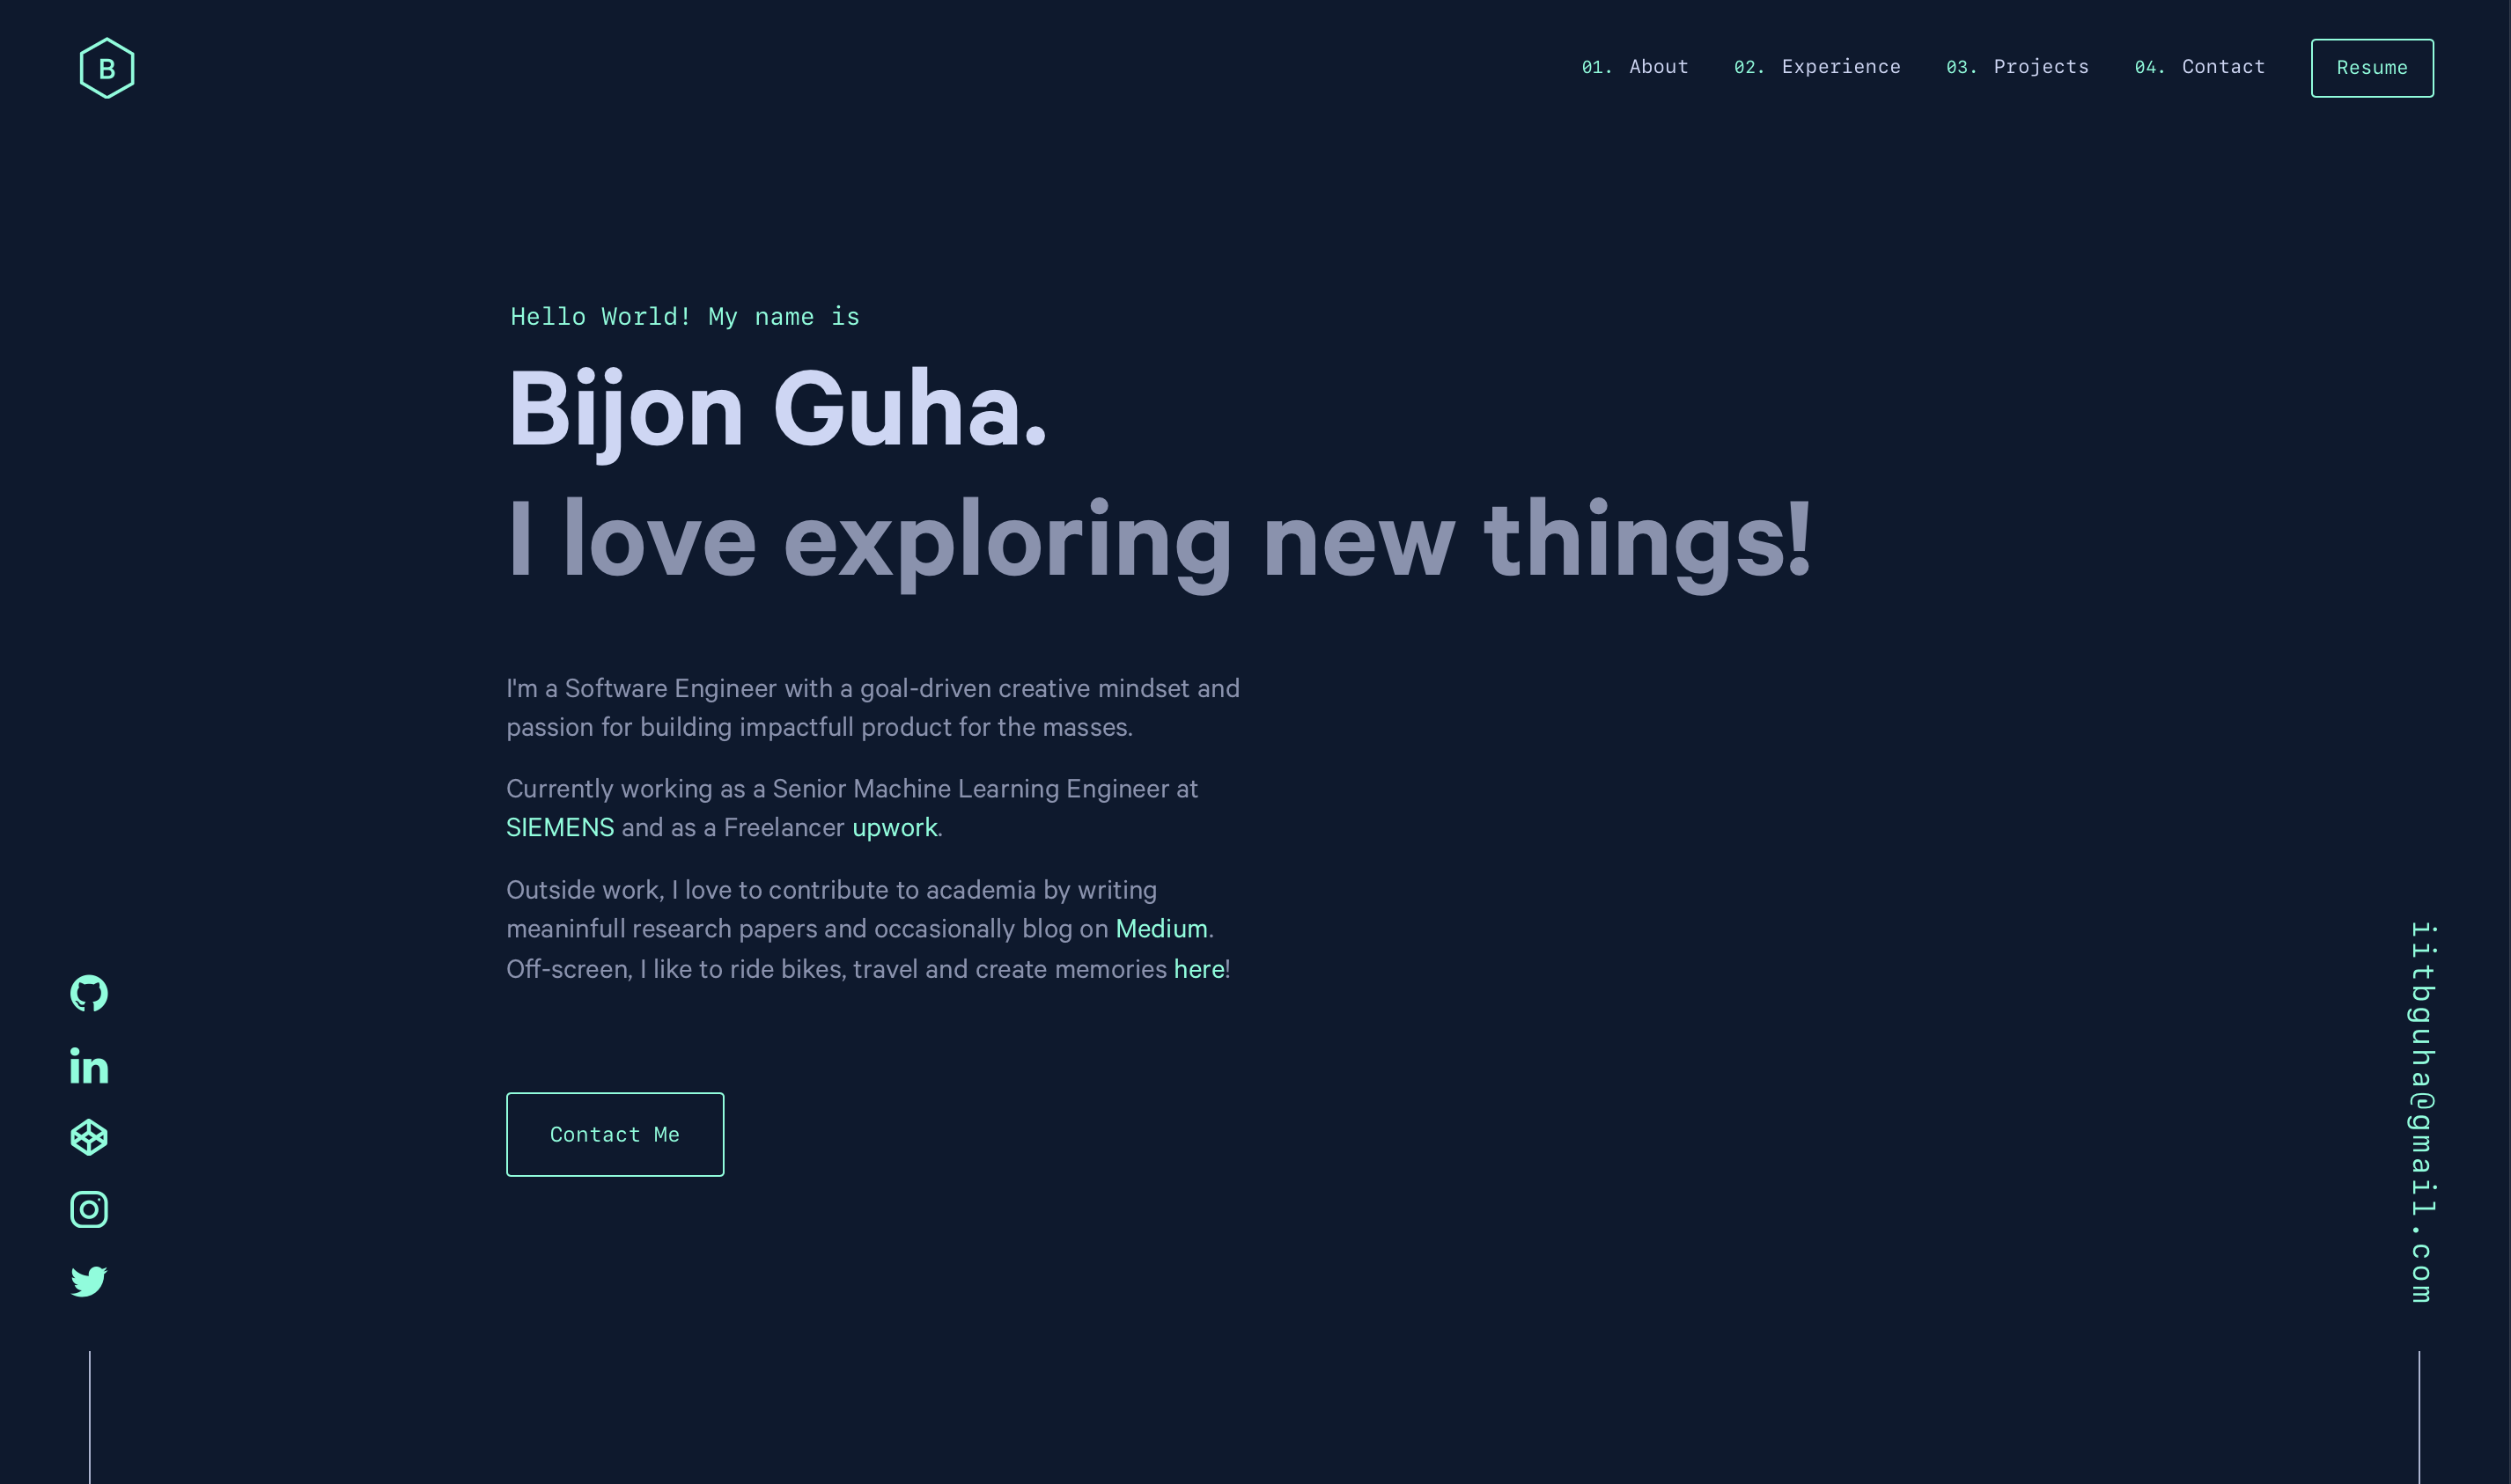 B
01. About 02. Experience 03. Projects 04. Contact Resume
Hello World! My name is
Bijon Guha.
I love exploring new things!
I'm a Software Engineer with a goal-driven creative mindset and
passion for building impactfull product for the masses.
Currently working as a Senior Machine Learning Engineer at
SIEMENS and as a Freelancer upwork.
Outside work, I love to contribute to academia by writing
meaninfull research papers and occasionally blog on Medium.
Off-screen, I like to ride bikes, travel and create memories here!
Contact Me
in
iitbguha@gmail.com